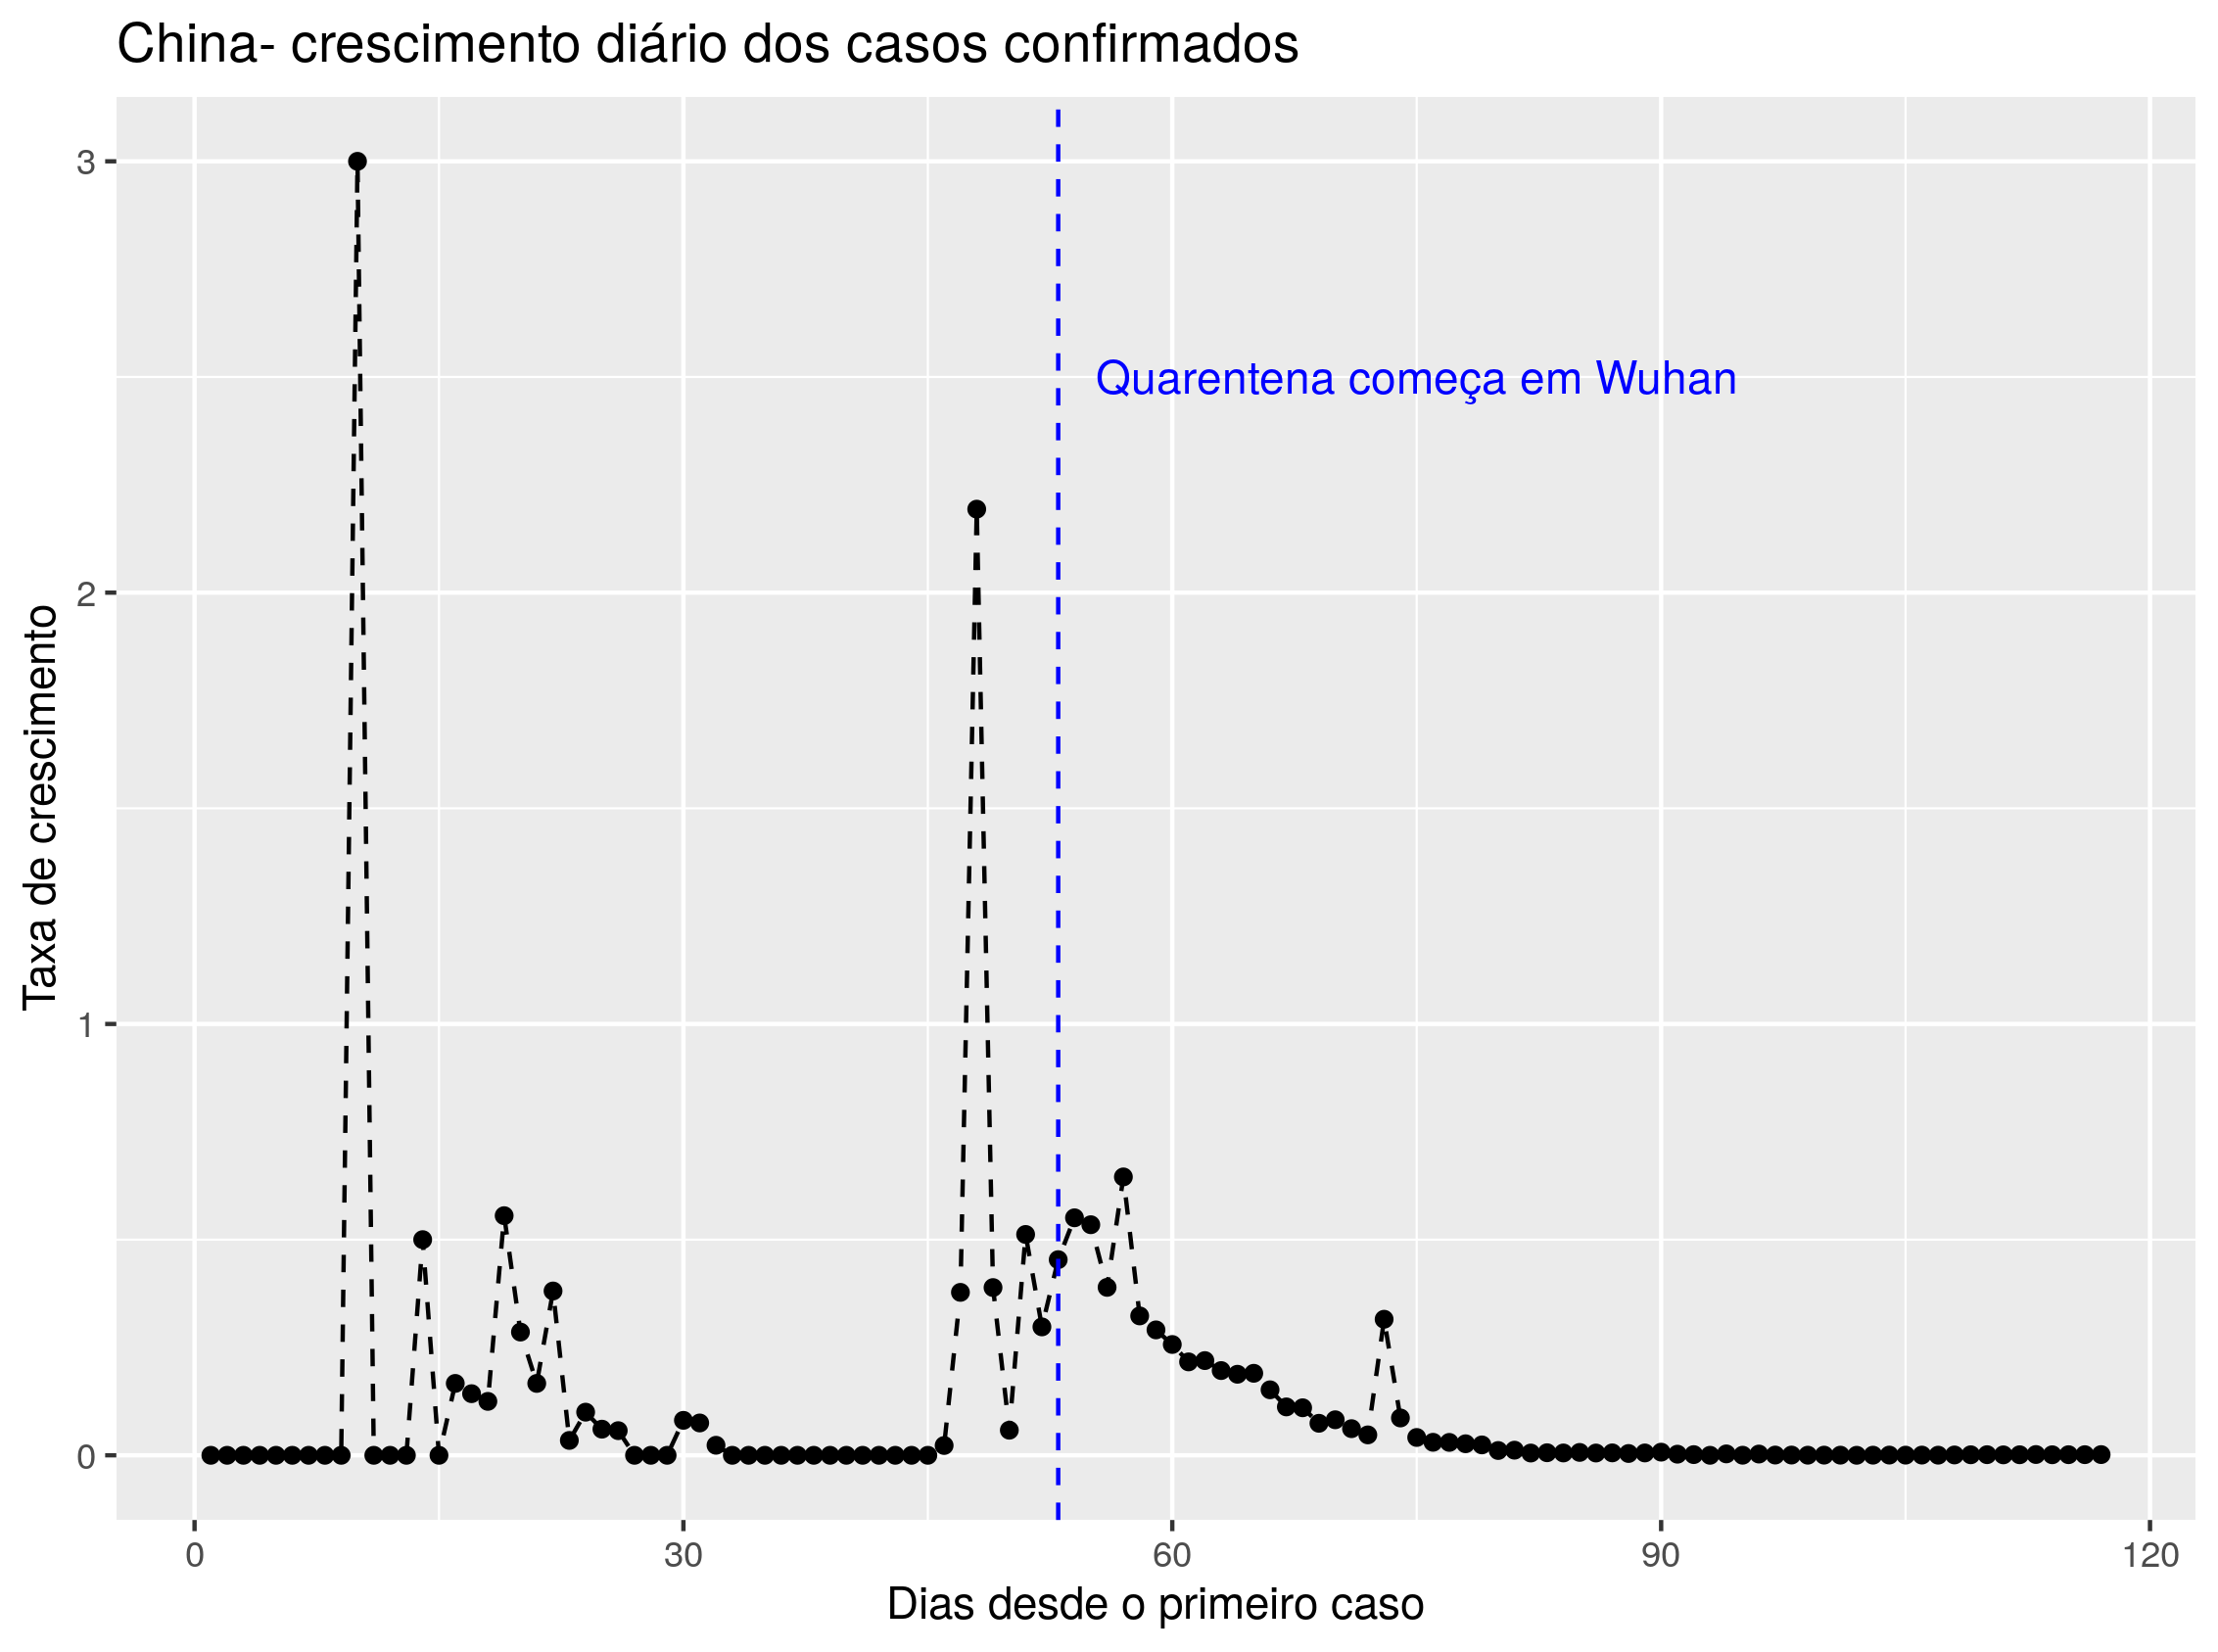 China- crescimento diário dos casos confirmados
3
Quarentena começa em Wuhan
2
Taxa de crescimento
1
0
0 30 60 90 120
Dias desde o primeiro caso